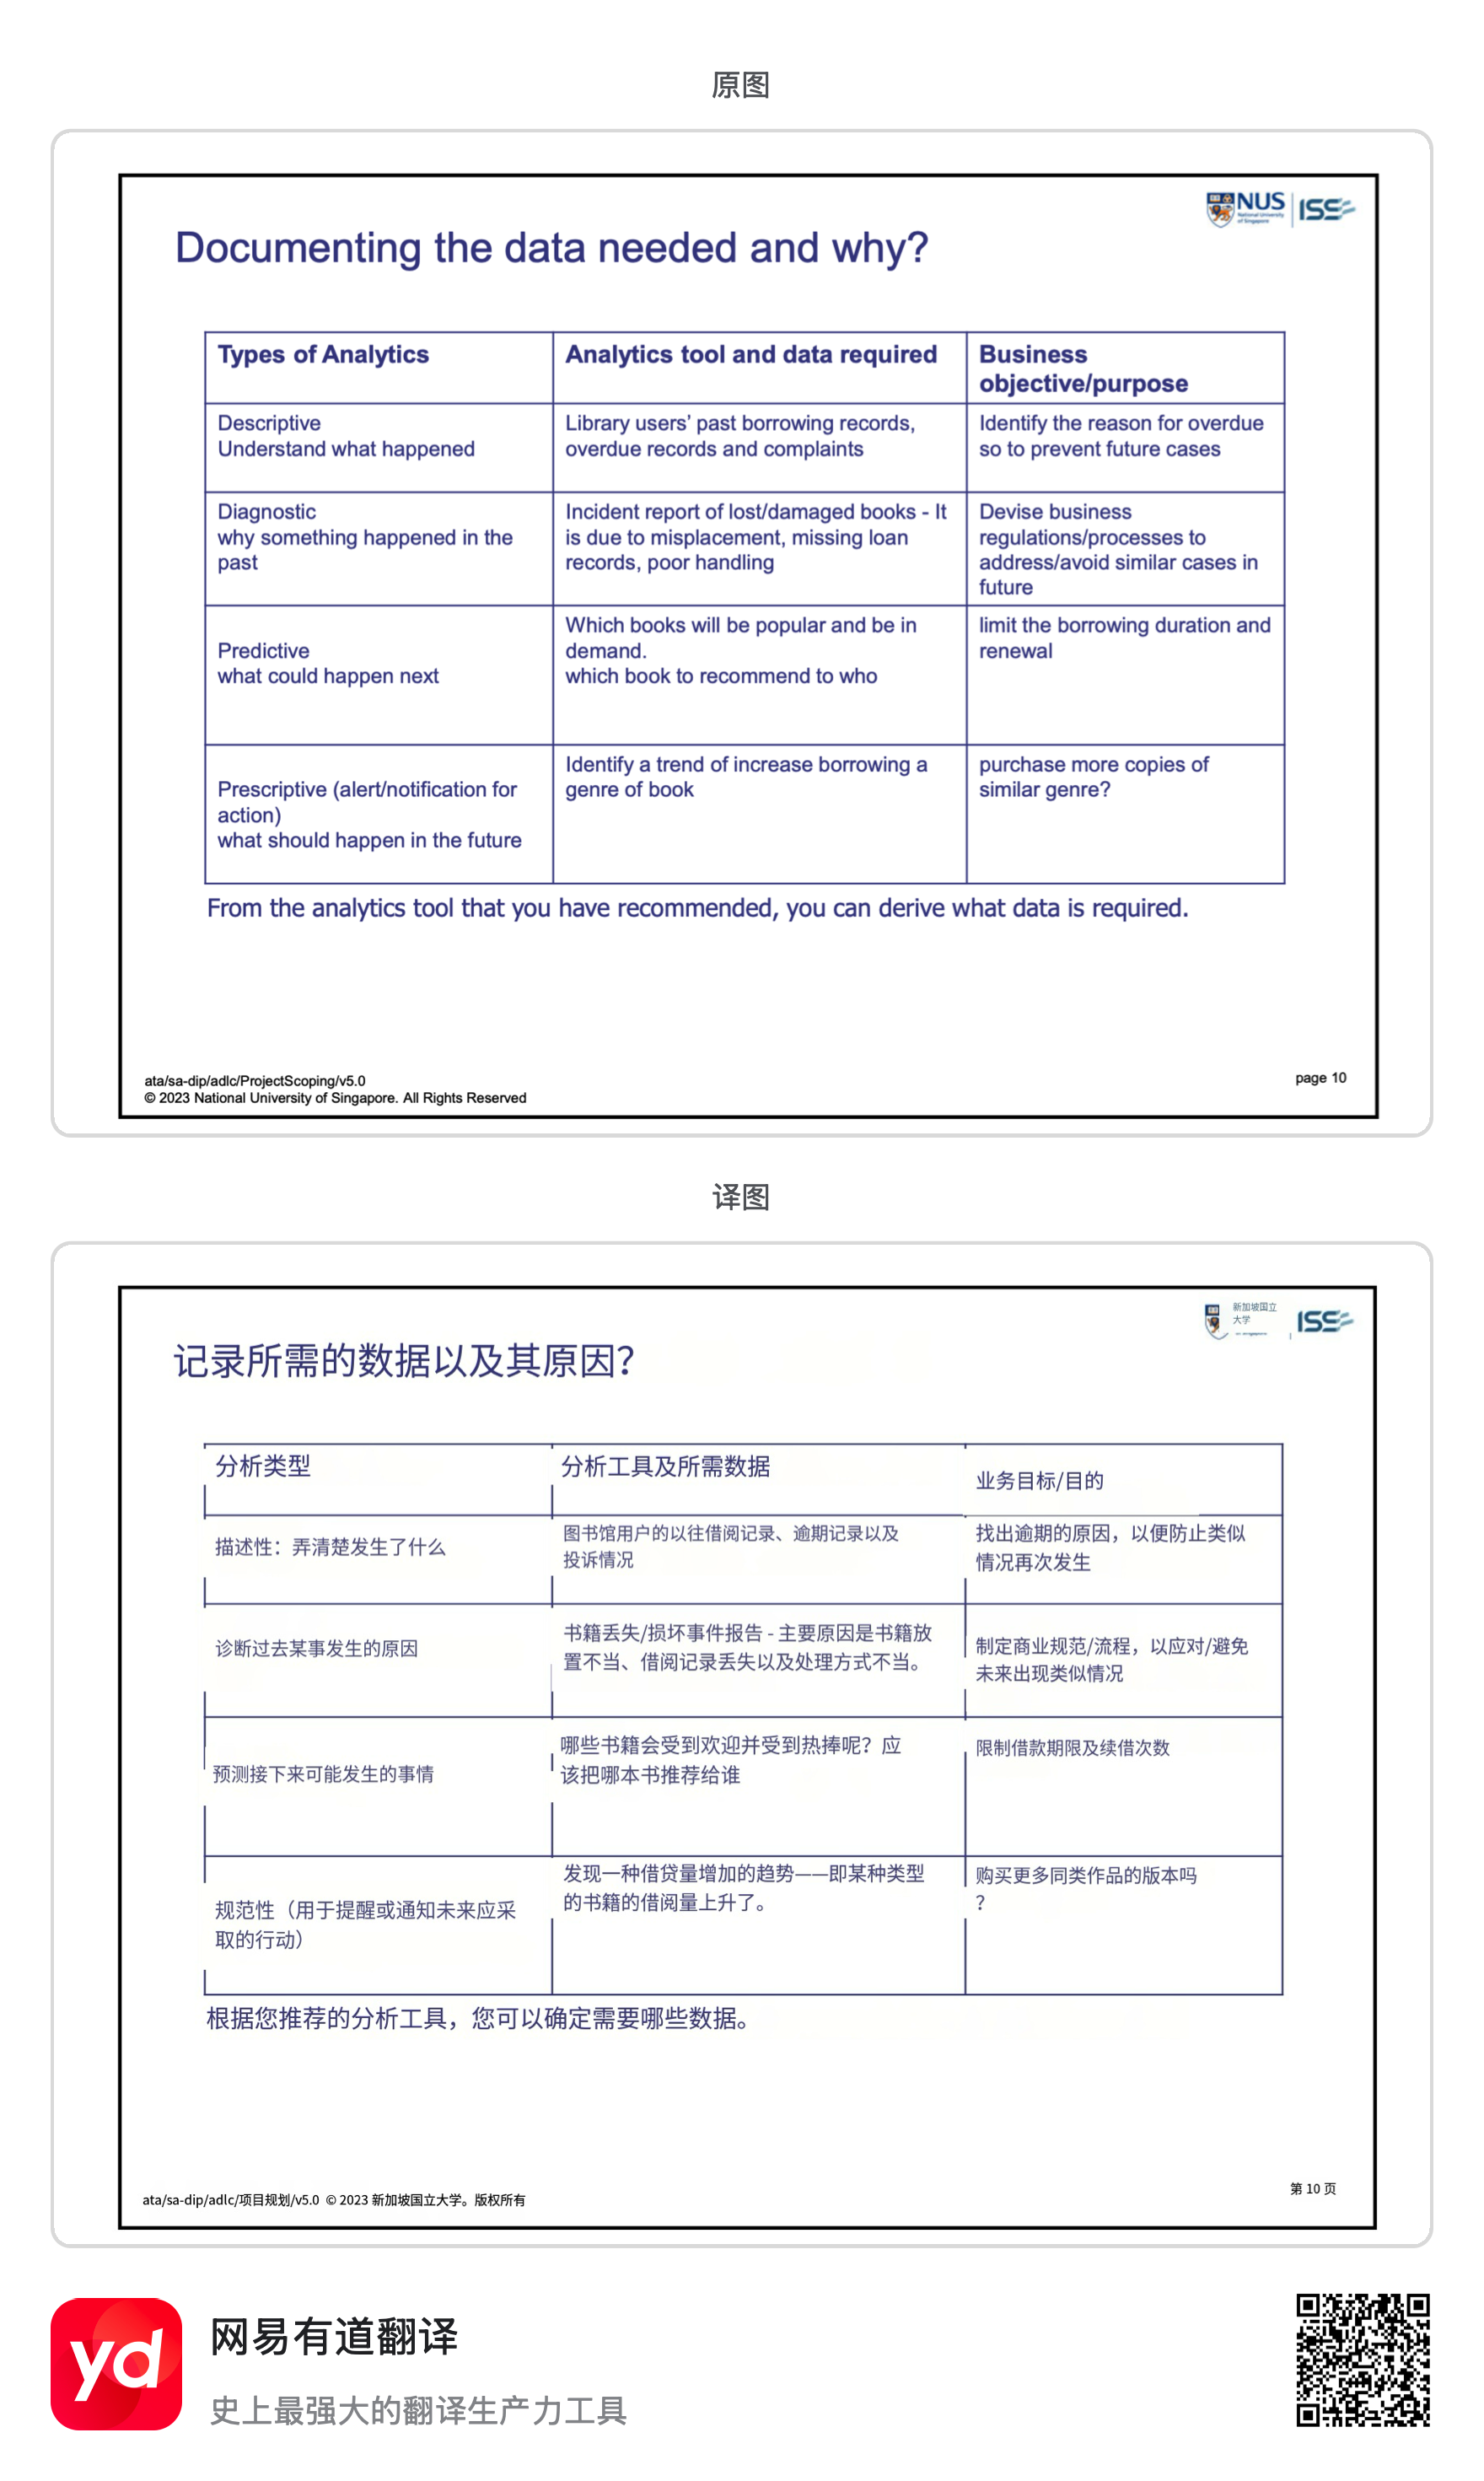 原图
NUS
National University
of Singapore
ISS
Documenting the data needed and why?
Types of Analytics
Analytics tool and data required
Business
objective/purpose
Descriptive
Understand what happened
Library users’ past borrowing records,
overdue records and complaints
Identify the reason for overdue
so to prevent future cases
Diagnostic
why something happened in the
past
Incident report of lost/damaged books - It
is due to misplacement, missing loan
records, poor handling
Devise business
regulations/processes to
address/avoid similar cases in
future
Predictive
what could happen next
Which books will be popular and be in
demand.
which book to recommend to who
limit the borrowing duration and
renewal
Prescriptive (alert/notification for
action)
what should happen in the future
Identify a trend of increase borrowing a
genre of book
purchase more copies of
similar genre?
From the analytics tool that you have recommended, you can derive what data is required.
ata/sa-dip/adlc/ProjectScoping/v5.0
© 2023 National University of Singapore. All Rights Reserved
page 10
译图
新加坡国立
大学
ISS
记录所需的数据以及其原因?
分析类型
分析工具及所需数据
业务目标/目的
描述性：弄清楚发生了什么
图书馆用户的以往借阅记录、逾期记录以及
投诉情况
找出逾期的原因，以便防止类似
情况再次发生
诊断过去某事发生的原因
书籍丢失/损坏事件报告 - 主要原因是书籍放
置不当、借阅记录丢失以及处理方式不当。
制定商业规范/流程，以应对/避免
未来出现类似情况
预测接下来可能发生的事情
哪些书籍会受到欢迎并受到热捧呢？应
该把哪本书推荐给谁
限制借款期限及续借次数
规范性（用于提醒或通知未来应采
取的行动）
发现一种借贷量增加的趋势——即某种类型
的书籍的借阅量上升了。
购买更多同类作品的版本吗
？
根据您推荐的分析工具，您可以确定需要哪些数据。
ata/sa-dip/adlc/项目规划/v5.0 © 2023 新加坡国立大学。版权所有
第 10 页
yd
网易有道翻译
史上最强大的翻译生产力工具